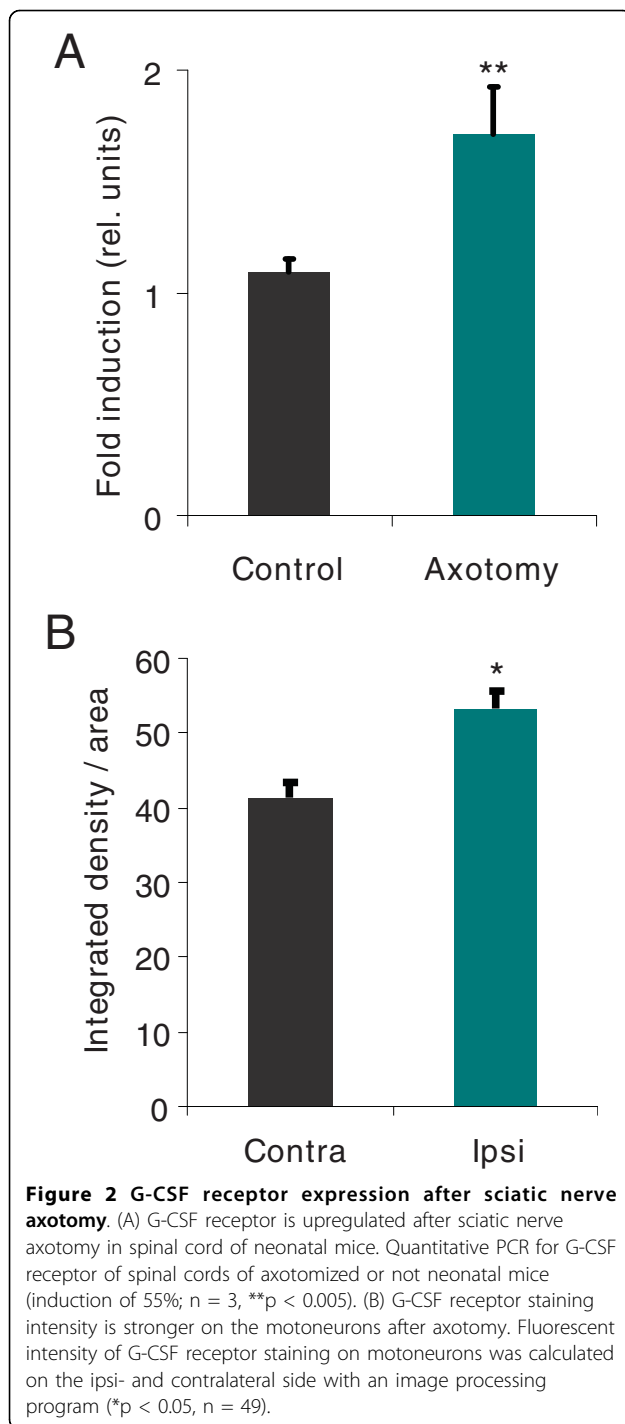 A
Fold induction (rel. units)
2
1
0
**
Control Axotomy
B
Integrated density / area
60
50
40
30
20
10
0
*
Contra Ipsi
Figure 2 G-CSF receptor expression after sciatic nerve
axotomy. (A) G-CSF receptor is upregulated after sciatic nerve
axotomy in spinal cord of neonatal mice. Quantitative PCR for G-CSF
receptor of spinal cords of axotomized or not neonatal mice
(induction of 55%; n = 3, **p < 0.005). (B) G-CSF receptor staining
intensity is stronger on the motoneurons after axotomy. Fluorescent
intensity of G-CSF receptor staining on motoneurons was calculated
on the ipsi- and contralateral side with an image processing
program (*p < 0.05, n = 49).